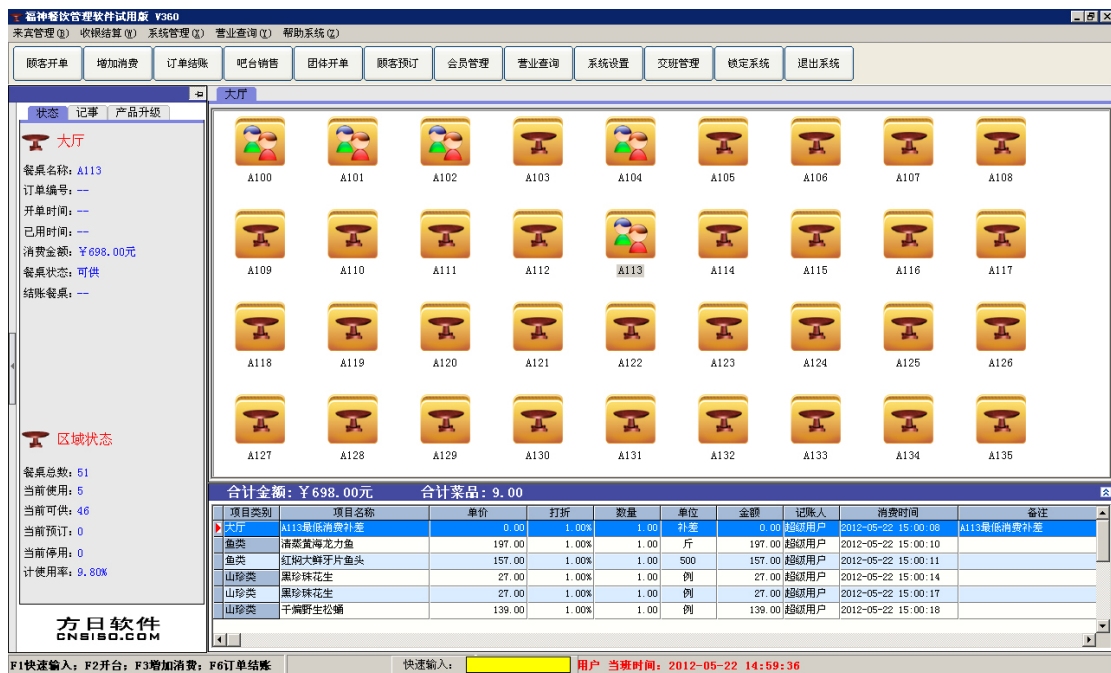 福神餐饮管理软件试用版 V360
来宾管理(Q) 收银结算(W) 系统管理(X) 营业查询(Y) 帮助系统(Z)
顾客开单 增加消费 订单结账 吧台销售 团体开单 顾客预订 会员管理 营业查询 系统设置 交班管理 锁定系统 退出系统
状态 记事 产品升级
大厅
餐桌名称: A113
订单编号: --
开单时间: --
已用时间: --
消费金额: ￥698.00元
餐桌状态: 可供
结账餐桌: --
区域状态
餐桌总数: 51
当前使用: 5
当前可供: 46
当前预订: 0
当前停用: 0
计使用率: 9.80%
方日软件
CNSISO.COM
大厅
A100 A101 A102 A103 A104 A105 A106 A107 A108
A109 A110 A111 A112 A113 A114 A115 A116 A117
A118 A119 A120 A121 A122 A123 A124 A125 A126
A127 A128 A129 A130 A131 A132 A133 A134 A135
合计金额: ￥698.00元 合计菜品: 9.00
项目类别 项目名称 单价 打折 数量 单位 金额 记账人 消费时间 备注
大厅 A113最低消费补差 0.00 1.00% 1.00 补差 0.00 超级用户 2012-05-22 15:00:08 A113最低消费补差
鱼类 清蒸黄海龙力鱼 197.00 1.00% 1.00 斤 197.00 超级用户 2012-05-22 15:00:10
鱼类 红焖大鲜牙片鱼头 157.00 1.00% 1.00 500 157.00 超级用户 2012-05-22 15:00:11
山珍类 黑珍珠花生 27.00 1.00% 1.00 例 27.00 超级用户 2012-05-22 15:00:14
山珍类 黑珍珠花生 27.00 1.00% 1.00 例 27.00 超级用户 2012-05-22 15:00:17
山珍类 干煸野生松蛹 139.00 1.00% 1.00 例 139.00 超级用户 2012-05-22 15:00:18
F1快速输入; F2开台; F3增加消费; F6订单结账 快速输入: 用户 当班时间: 2012-05-22 14:59:36